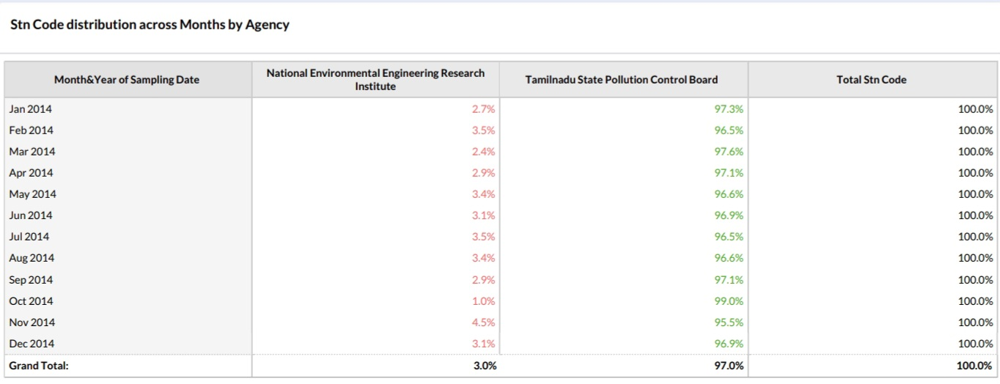 Stn Code distribution across Months by Agency
Month&Year of Sampling Date National Environmental Engineering Research Institute Tamilnadu State Pollution Control Board Total Stn Code
Jan 2014 2.7% 97.3% 100.0%
Feb 2014 3.5% 96.5% 100.0%
Mar 2014 2.4% 97.6% 100.0%
Apr 2014 2.9% 97.1% 100.0%
May 2014 3.4% 96.6% 100.0%
Jun 2014 3.1% 96.9% 100.0%
Jul 2014 3.5% 96.5% 100.0%
Aug 2014 3.4% 96.6% 100.0%
Sep 2014 2.9% 97.1% 100.0%
Oct 2014 1.0% 99.0% 100.0%
Nov 2014 4.5% 95.5% 100.0%
Dec 2014 3.1% 96.9% 100.0%
Grand Total: 3.0% 97.0% 100.0%